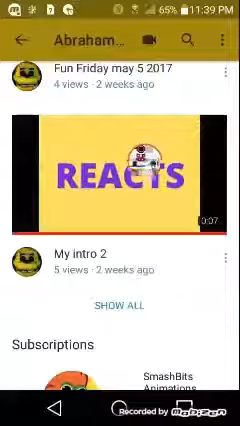 65% 11:39 PM
Abraham...
Fun Friday may 5 2017
4 views · 2 weeks ago
REACTS
0:07
My intro 2
5 views · 2 weeks ago
SHOW ALL
Subscriptions
SmashBits
Animations
Recorded by Mobizen